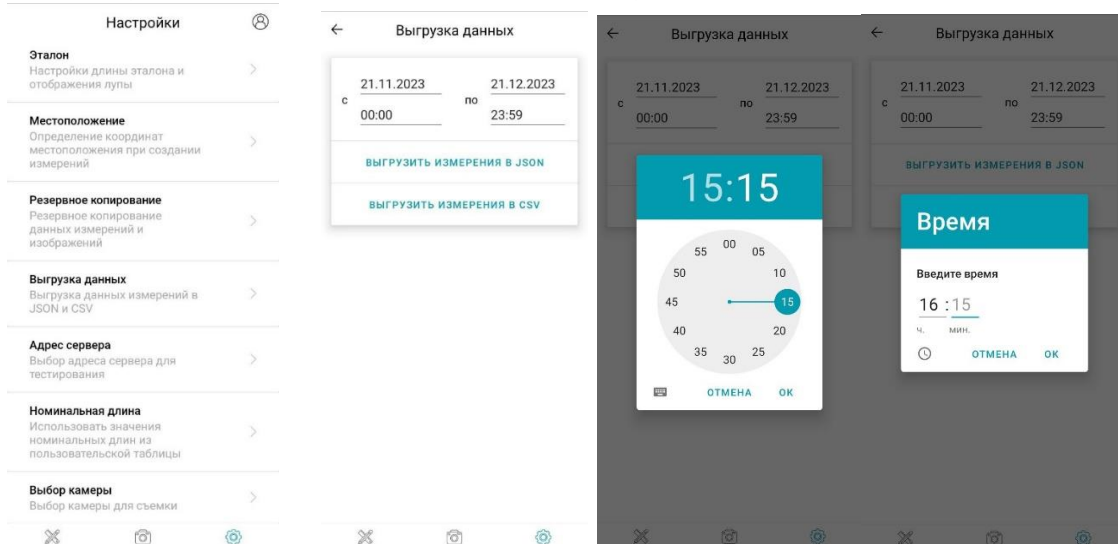 Настройки
Эталон
Настройки длины эталона и
отображения лупы
Местоположение
Определение координат
местоположения при создании
измерений
Резервное копирование
Резервное копирование
данных измерений и
изображений
Выгрузка данных
Выгрузка данных измерений в
JSON и CSV
Адрес сервера
Выбор адреса сервера для
тестирования
Номинальная длина
Использовать значения
номинальных длин из
пользовательской таблицы
Выбор камеры
Выбор камеры для съемки
Выгрузка данных
21.11.2023 21.12.2023
с по
00:00 23:59
ВЫГРУЗИТЬ ИЗМЕРЕНИЯ В JSON
ВЫГРУЗИТЬ ИЗМЕРЕНИЯ В CSV
Выгрузка данных
21.11.2023 21.12.2023
с по
00:00 23:59
15:15
00
55 05
50 10
45 15
40 20
35 25
30
ОТМЕНА OK
Выгрузка данных
21.11.2023 21.12.2023
с по
00:00 23:59
ВЫГРУЗИТЬ ИЗМЕРЕНИЯ В JSON
Время
Введите время
16 : 15
ч. мин.
ОТМЕНА OK